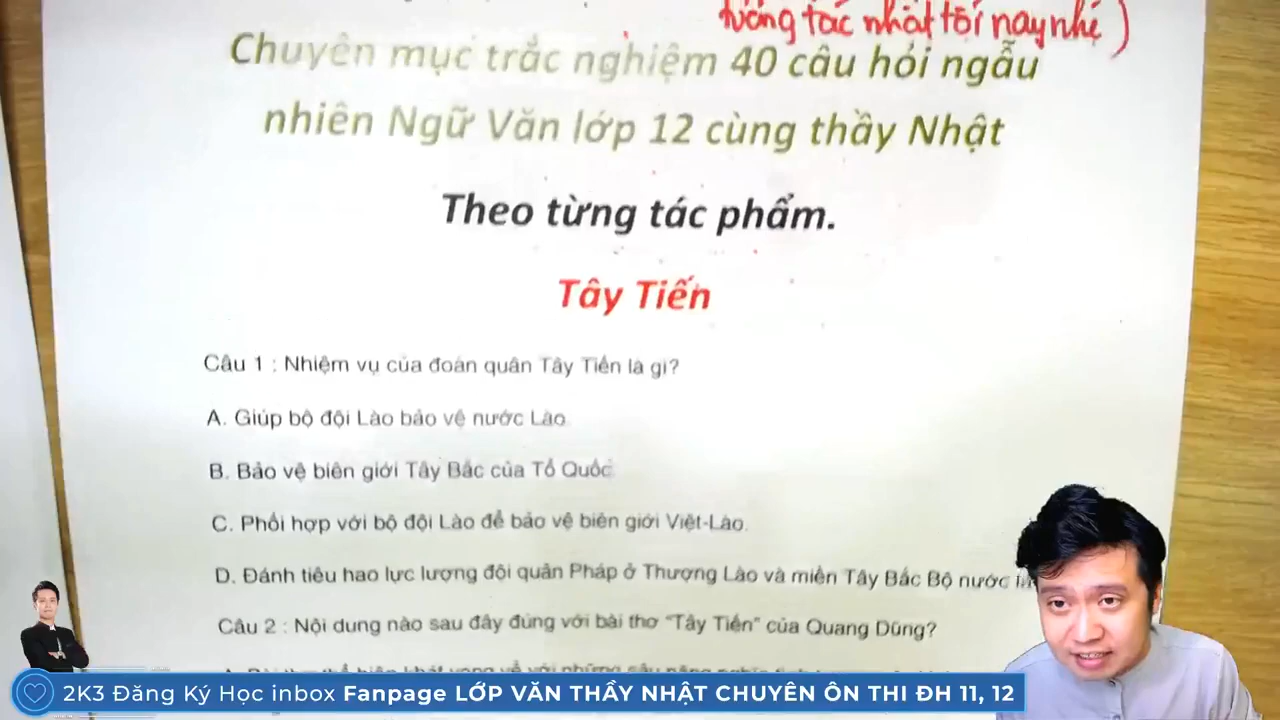 tương tác nhất tối nay nhé )
Chuyên mục trắc nghiệm 40 câu hỏi ngẫu
nhiên Ngữ Văn lớp 12 cùng thầy Nhật
Theo từng tác phẩm.
Tây Tiến
Câu 1 : Nhiệm vụ của đoàn quân Tây Tiến là gì?
A. Giúp bộ đội Lào bảo vệ nước Lào
B. Bảo vệ biên giới Tây Bắc của Tổ Quốc
C. Phối hợp với bộ đội Lào để bảo vệ biên giới Việt-Lào.
D. Đánh tiêu hao lực lượng đội quân Pháp ở Thượng Lào và miền Tây Bắc Bộ nước
Câu 2 : Nội dung nào sau đây đúng với bài thơ "Tây Tiến" của Quang Dũng?
2K3 Đăng Ký Học inbox Fanpage LỚP VĂN THẦY NHẬT CHUYÊN ÔN THI ĐH 11, 12